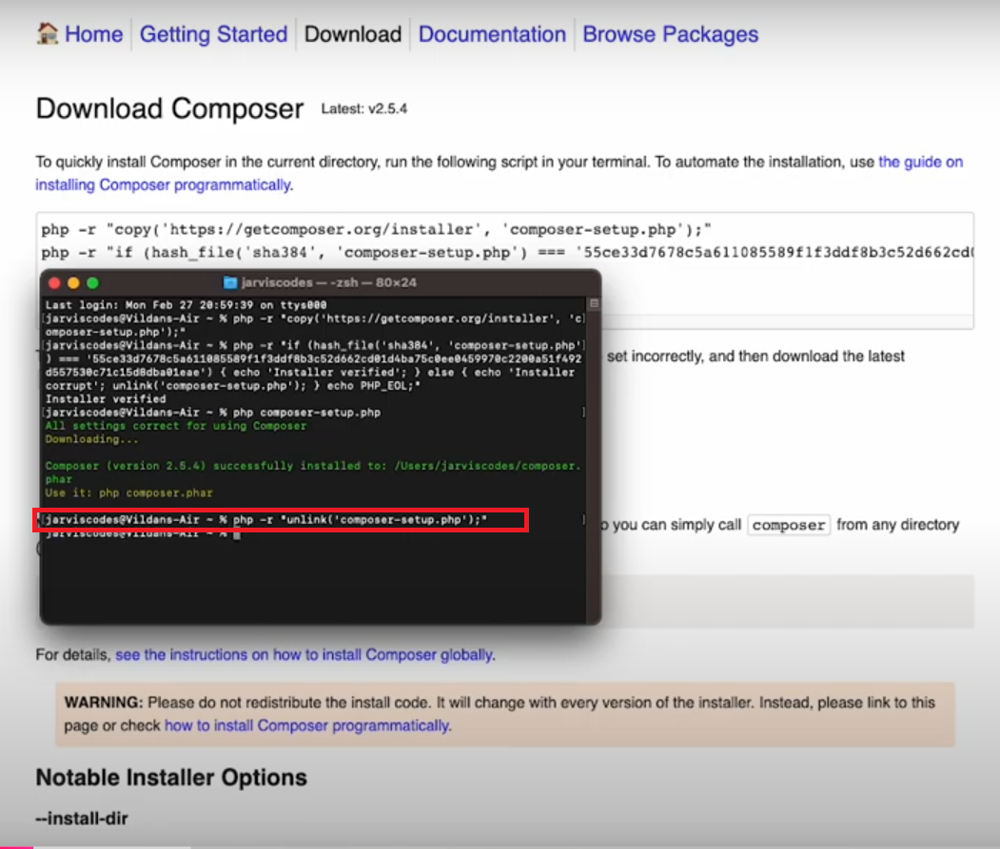 Home Getting Started Download Documentation Browse Packages
Download Composer Latest: v2.5.4
To quickly install Composer in the current directory, run the following script in your terminal. To automate the installation, use the guide on
installing Composer programmatically.
php -r "copy('https://getcomposer.org/installer', 'composer-setup.php');"
php -r "if (hash_file('sha384', 'composer-setup.php') === '55ce33d7678c5a611085589f1f3ddf8b3c52d662cd0
jarviscodes — -zsh — 80×24
Last login: Mon Feb 27 20:59:39 on ttys000
[jarviscodes@Vildans-Air ~ % php -r "copy('https://getcomposer.org/installer', 'c]
omposer-setup.php');"
[jarviscodes@Vildans-Air ~ % php -r "if (hash_file('sha384', 'composer-setup.php']
) === '55ce33d7678c5a611085589f1f3ddf8b3c52d662cd01d4ba75c0ee0459970c2200a51f492
d557530c71c15d8dba01eae') { echo 'Installer verified'; } else { echo 'Installer
corrupt'; unlink('composer-setup.php'); } echo PHP_EOL;"
Installer verified
[jarviscodes@Vildans-Air ~ % php composer-setup.php ]
All settings correct for using Composer
Downloading...
Composer (version 2.5.4) successfully installed to: /Users/jarviscodes/composer.
phar
Use it: php composer.phar
[jarviscodes@Vildans-Air ~ % php -r "unlink('composer-setup.php');" ]
jarviscodes@Vildans-Air ~ %
set incorrectly, and then download the latest
you can simply call composer from any directory
For details, see the instructions on how to install Composer globally.
WARNING: Please do not redistribute the install code. It will change with every version of the installer. Instead, please link to this
page or check how to install Composer programmatically.
Notable Installer Options
--install-dir